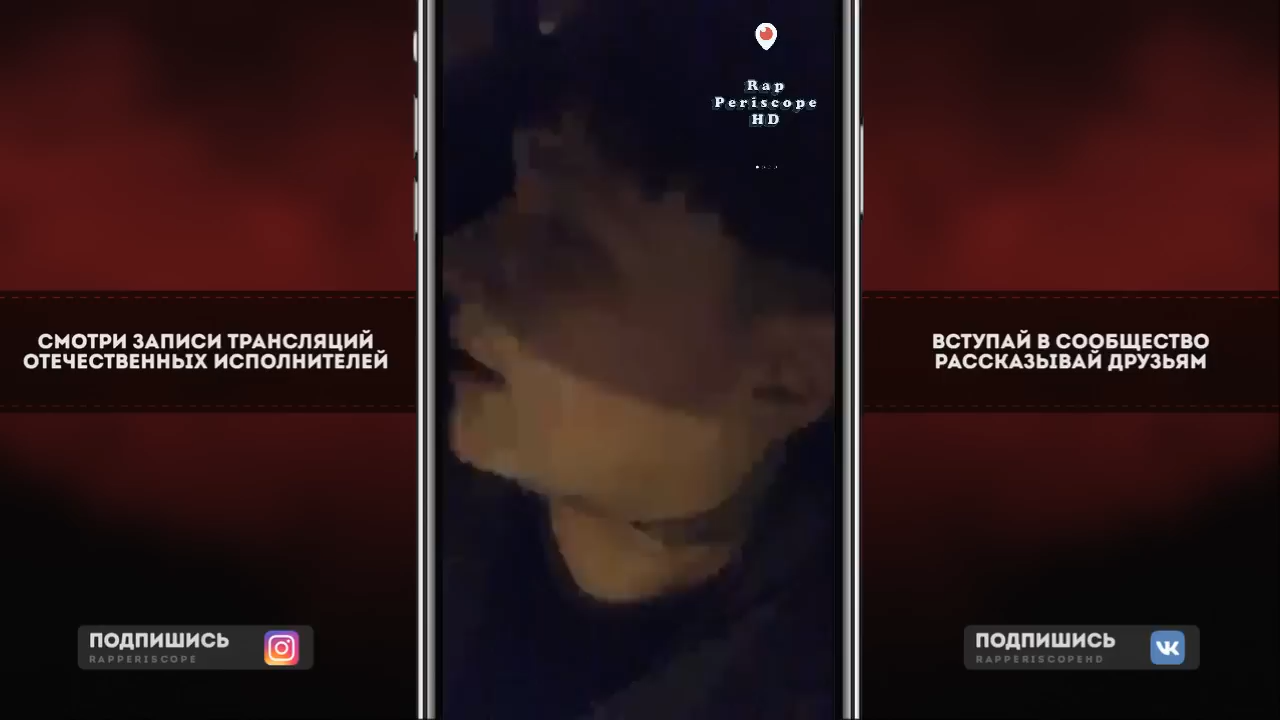 Rap
Periscope
HD
СМОТРИ ЗАПИСИ ТРАНСЛЯЦИЙ
ОТЕЧЕСТВЕННЫХ ИСПОЛНИТЕЛЕЙ
ВСТУПАЙ В СООБЩЕСТВО
РАССКАЗЫВАЙ ДРУЗЬЯМ
ПОДПИШИСЬ
RAPPERISCOPE
ПОДПИШИСЬ
RAPPERISCOPEHD